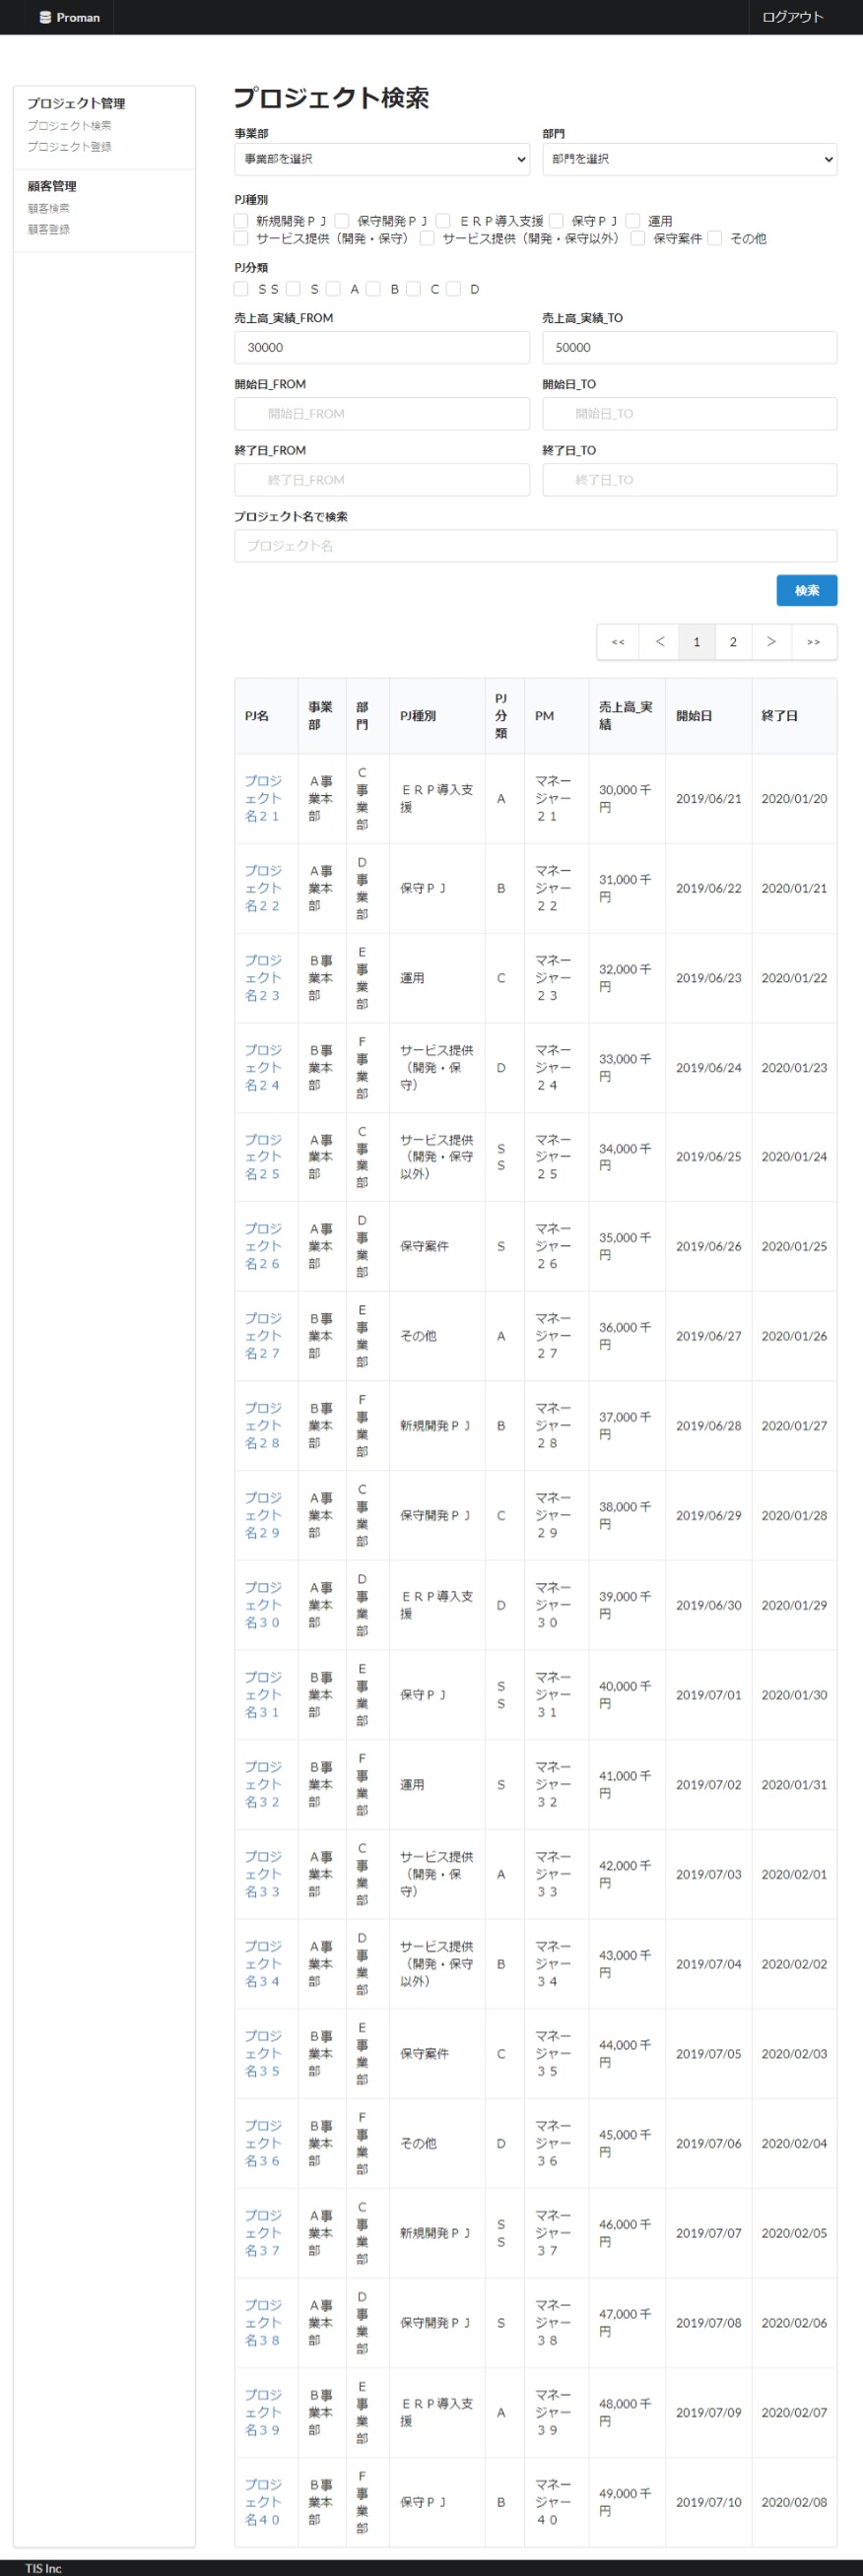 Proman
ログアウト
プロジェクト管理
プロジェクト検索
プロジェクト登録
顧客管理
顧客検索
顧客登録
プロジェクト検索
事業部 部門
事業部を選択 部門を選択
PJ種別
新規開発ＰＪ 保守開発ＰＪ ＥＲＰ導入支援 保守ＰＪ 運用
サービス提供（開発・保守） サービス提供（開発・保守以外） 保守案件 その他
PJ分類
ＳＳ Ｓ Ａ Ｂ Ｃ Ｄ
売上高_実績_FROM 売上高_実績_TO
30000 50000
開始日_FROM 開始日_TO
開始日_FROM 開始日_TO
終了日_FROM 終了日_TO
終了日_FROM 終了日_TO
プロジェクト名で検索
プロジェクト名
検索
<< ＜ 1 2 ＞ >>
PJ名 事業部 部門 PJ種別 PJ分類 PM 売上高_実績 開始日 終了日
プロジェクト名２１ Ａ事業本部 Ｃ事業部 ＥＲＰ導入支援 Ａ マネージャー２１ 30,000 千円 2019/06/21 2020/01/20
プロジェクト名２２ Ａ事業本部 Ｄ事業部 保守ＰＪ Ｂ マネージャー２２ 31,000 千円 2019/06/22 2020/01/21
プロジェクト名２３ Ｂ事業本部 Ｅ事業部 運用 Ｃ マネージャー２３ 32,000 千円 2019/06/23 2020/01/22
プロジェクト名２４ Ｂ事業本部 Ｆ事業部 サービス提供（開発・保守） Ｄ マネージャー２４ 33,000 千円 2019/06/24 2020/01/23
プロジェクト名２５ Ａ事業本部 Ｃ事業部 サービス提供（開発・保守以外） ＳＳ マネージャー２５ 34,000 千円 2019/06/25 2020/01/24
プロジェクト名２６ Ａ事業本部 Ｄ事業部 保守案件 Ｓ マネージャー２６ 35,000 千円 2019/06/26 2020/01/25
プロジェクト名２７ Ｂ事業本部 Ｅ事業部 その他 Ａ マネージャー２７ 36,000 千円 2019/06/27 2020/01/26
プロジェクト名２８ Ｂ事業本部 Ｆ事業部 新規開発ＰＪ Ｂ マネージャー２８ 37,000 千円 2019/06/28 2020/01/27
プロジェクト名２９ Ａ事業本部 Ｃ事業部 保守開発ＰＪ Ｃ マネージャー２９ 38,000 千円 2019/06/29 2020/01/28
プロジェクト名３０ Ａ事業本部 Ｄ事業部 ＥＲＰ導入支援 Ｄ マネージャー３０ 39,000 千円 2019/06/30 2020/01/29
プロジェクト名３１ Ｂ事業本部 Ｅ事業部 保守ＰＪ ＳＳ マネージャー３１ 40,000 千円 2019/07/01 2020/01/30
プロジェクト名３２ Ｂ事業本部 Ｆ事業部 運用 Ｓ マネージャー３２ 41,000 千円 2019/07/02 2020/01/31
プロジェクト名３３ Ａ事業本部 Ｃ事業部 サービス提供（開発・保守） Ａ マネージャー３３ 42,000 千円 2019/07/03 2020/02/01
プロジェクト名３４ Ａ事業本部 Ｄ事業部 サービス提供（開発・保守以外） Ｂ マネージャー３４ 43,000 千円 2019/07/04 2020/02/02
プロジェクト名３５ Ｂ事業本部 Ｅ事業部 保守案件 Ｃ マネージャー３５ 44,000 千円 2019/07/05 2020/02/03
プロジェクト名３６ Ｂ事業本部 Ｆ事業部 その他 Ｄ マネージャー３６ 45,000 千円 2019/07/06 2020/02/04
プロジェクト名３７ Ａ事業本部 Ｃ事業部 新規開発ＰＪ ＳＳ マネージャー３７ 46,000 千円 2019/07/07 2020/02/05
プロジェクト名３８ Ａ事業本部 Ｄ事業部 保守開発ＰＪ Ｓ マネージャー３８ 47,000 千円 2019/07/08 2020/02/06
プロジェクト名３９ Ｂ事業本部 Ｅ事業部 ＥＲＰ導入支援 Ａ マネージャー３９ 48,000 千円 2019/07/09 2020/02/07
プロジェクト名４０ Ｂ事業本部 Ｆ事業部 保守ＰＪ Ｂ マネージャー４０ 49,000 千円 2019/07/10 2020/02/08
TIS Inc